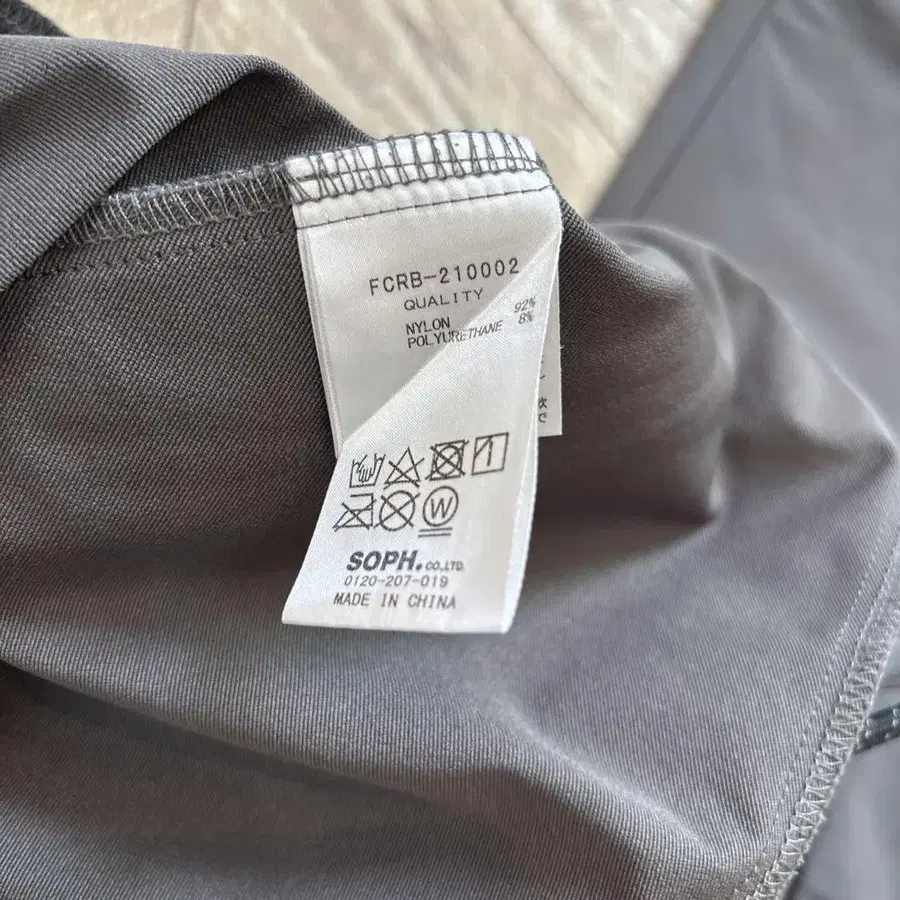 FCRB-210002
QUALITY
NYLON 92%
POLYURETHANE 8%
W
SOPH. CO.,LTD.
0120-207-019
MADE IN CHINA